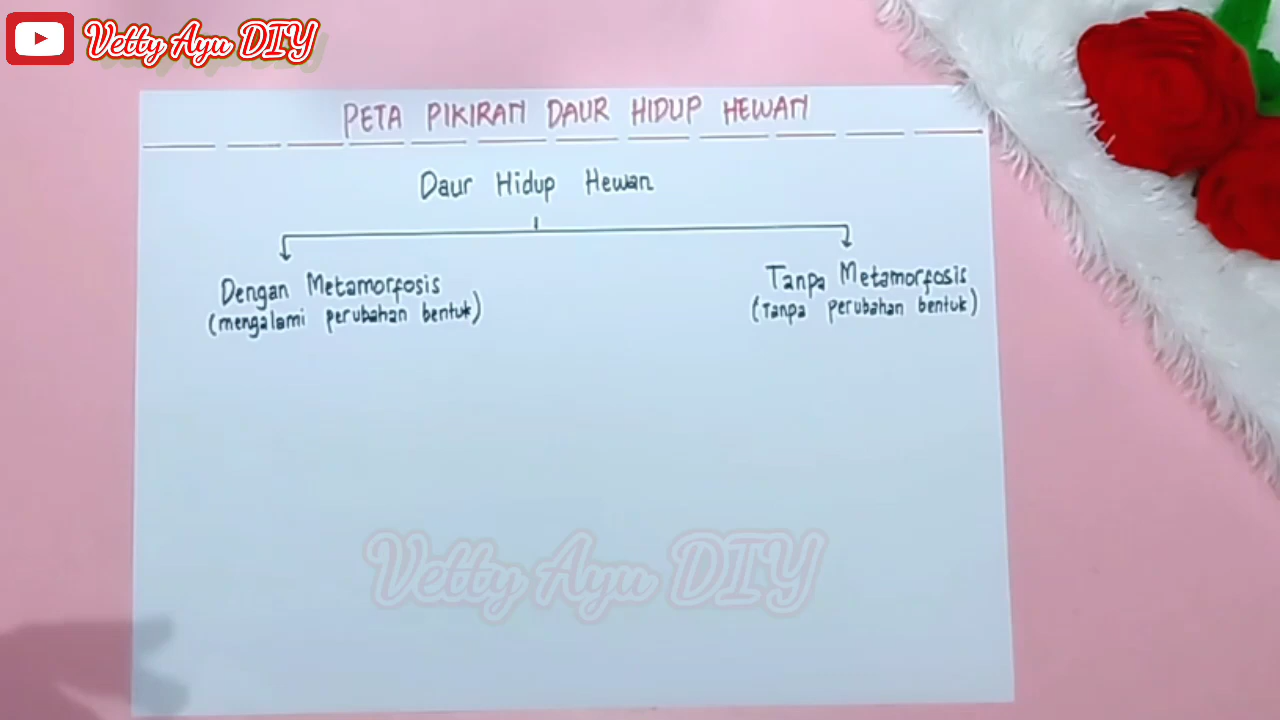 Vetty Ayu DIY
PETA PIKIRAN DAUR HIDUP HEWAN
Daur Hidup Hewan
Dengan Metamorfosis
(mengalami perubahan bentuk)
Tanpa Metamorfosis
(Tanpa perubahan bentuk)
Vetty Ayu DIY